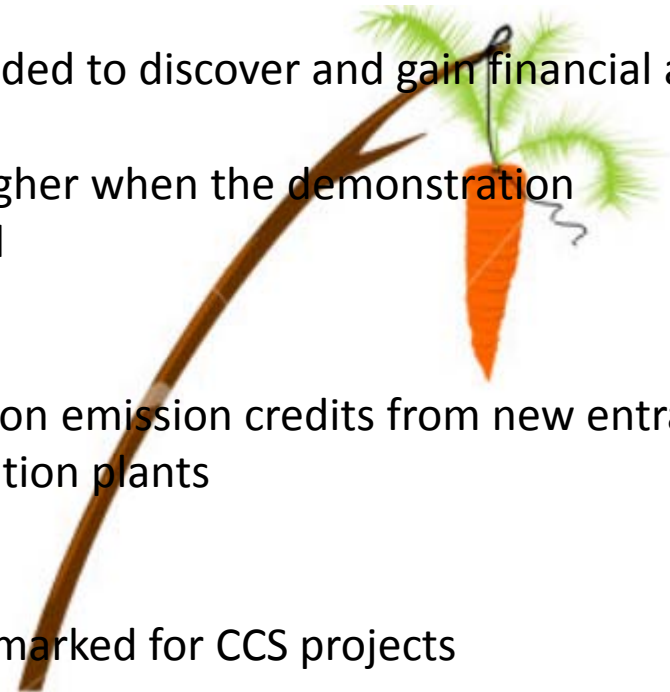 ded to discover and gain financial a
gher when the demonstration
on emission credits from new entra
tion plants
marked for CCS projects